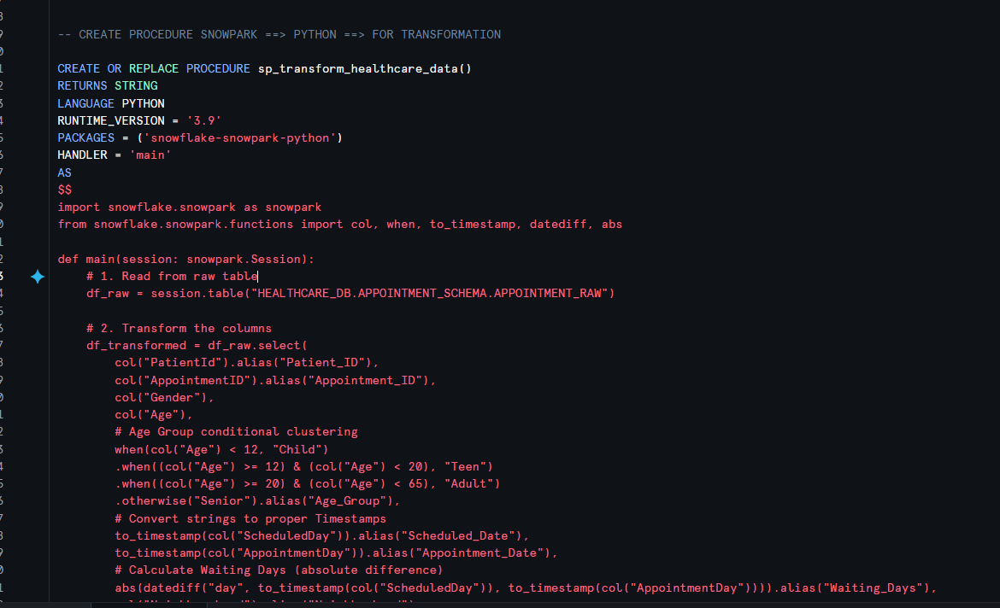 -- CREATE PROCEDURE SNOWPARK ==> PYTHON ==> FOR TRANSFORMATION
CREATE OR REPLACE PROCEDURE sp_transform_healthcare_data()
RETURNS STRING
LANGUAGE PYTHON
RUNTIME_VERSION = '3.9'
PACKAGES = ('snowflake-snowpark-python')
HANDLER = 'main'
AS
$$
import snowflake.snowpark as snowpark
from snowflake.snowpark.functions import col, when, to_timestamp, datediff, abs
def main(session: snowpark.Session):
# 1. Read from raw table
df_raw = session.table("HEALTHCARE_DB.APPOINTMENT_SCHEMA.APPOINTMENT_RAW")
# 2. Transform the columns
df_transformed = df_raw.select(
col("PatientId").alias("Patient_ID"),
col("AppointmentID").alias("Appointment_ID"),
col("Gender"),
col("Age"),
# Age Group conditional clustering
when(col("Age") < 12, "Child")
.when((col("Age") >= 12) & (col("Age") < 20), "Teen")
.when((col("Age") >= 20) & (col("Age") < 65), "Adult")
.otherwise("Senior").alias("Age_Group"),
# Convert strings to proper Timestamps
to_timestamp(col("ScheduledDay")).alias("Scheduled_Date"),
to_timestamp(col("AppointmentDay")).alias("Appointment_Date"),
# Calculate Waiting Days (absolute difference)
abs(datediff("day", to_timestamp(col("ScheduledDay")), to_timestamp(col("AppointmentDay")))).alias("Waiting_Days"),